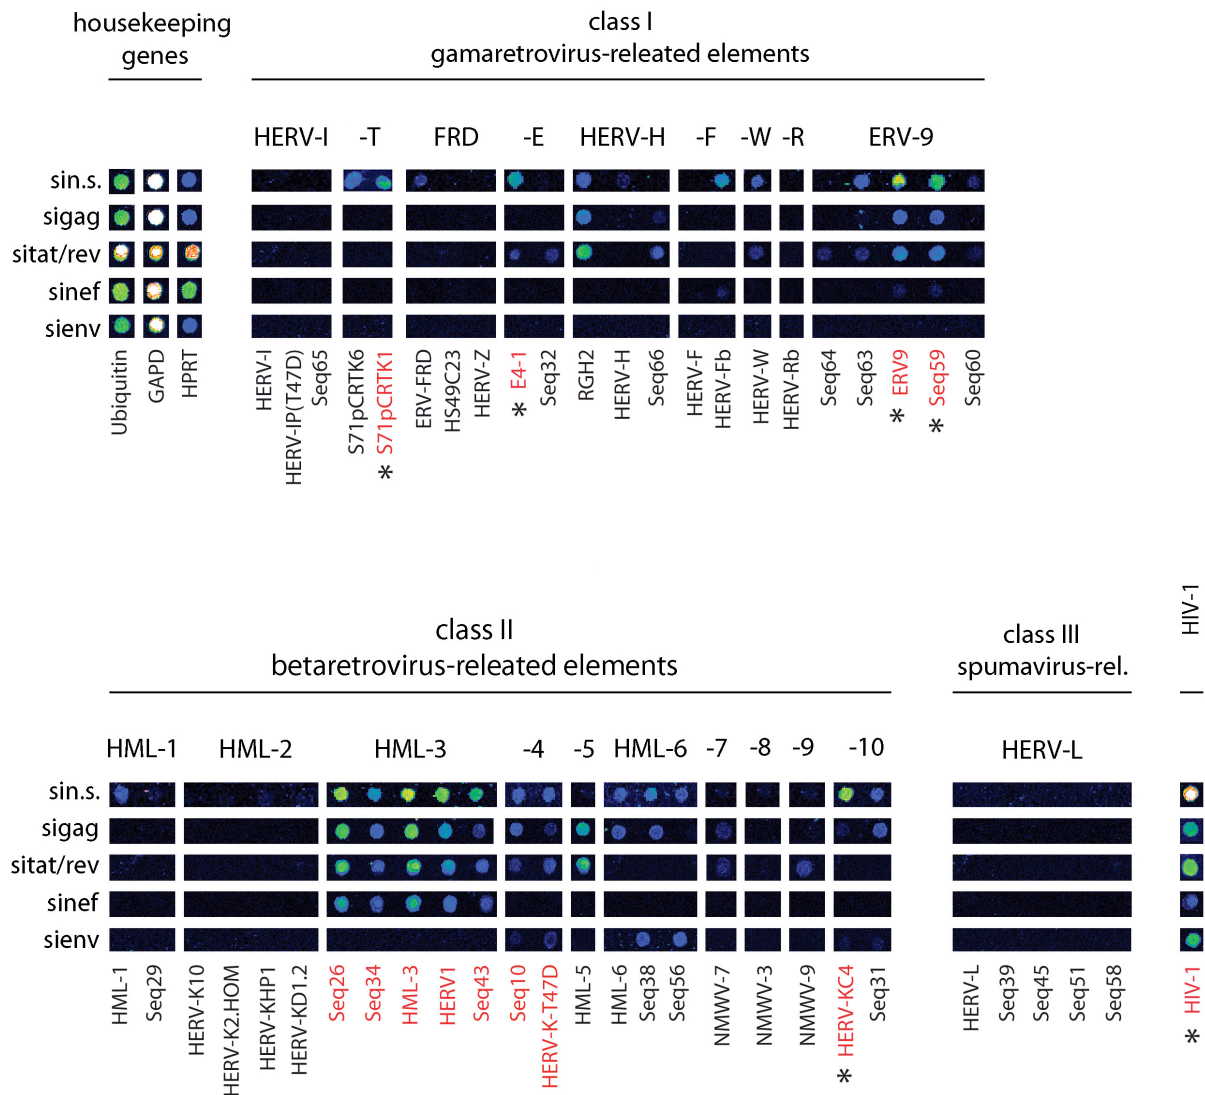 housekeeping
genes
class I
gamaretrovirus-releated elements
HERV-I -T FRD -E HERV-H -F -W -R ERV-9
sin.s.
sigag
sitat/rev
sinef
sienv
Ubiquitin
GAPD
HPRT
HERV-I
HERV-IP(T47D)
Seq65
S71pCRTK6
* S71pCRTK1
ERV-FRD
HS49C23
HERV-Z
* E4-1
Seq32
RGH2
HERV-H
Seq66
HERV-F
HERV-Fb
HERV-W
HERV-Rb
Seq64
Seq63
* ERV9
* Seq59
Seq60
class II
betaretrovirus-releated elements
class III
spumavirus-rel.
HIV-1
HML-1 HML-2 HML-3 -4 -5 HML-6 -7 -8 -9 -10 HERV-L
sin.s.
sigag
sitat/rev
sinef
sienv
HML-1
Seq29
HERV-K10
HERV-K2.HOM
HERV-KHP1
HERV-KD1.2
Seq26
Seq34
HML-3
HERV1
Seq43
Seq10
HERV-K-T47D
HML-5
HML-6
Seq38
Seq56
NMWV-7
NMWV-3
NMWV-9
* HERV-KC4
Seq31
HERV-L
Seq39
Seq45
Seq51
Seq58
* HIV-1